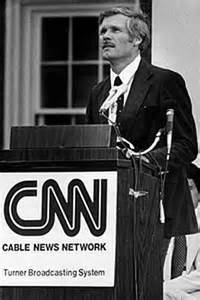 CNN
CABLE NEWS NETWORK
Turner Broadcasting System